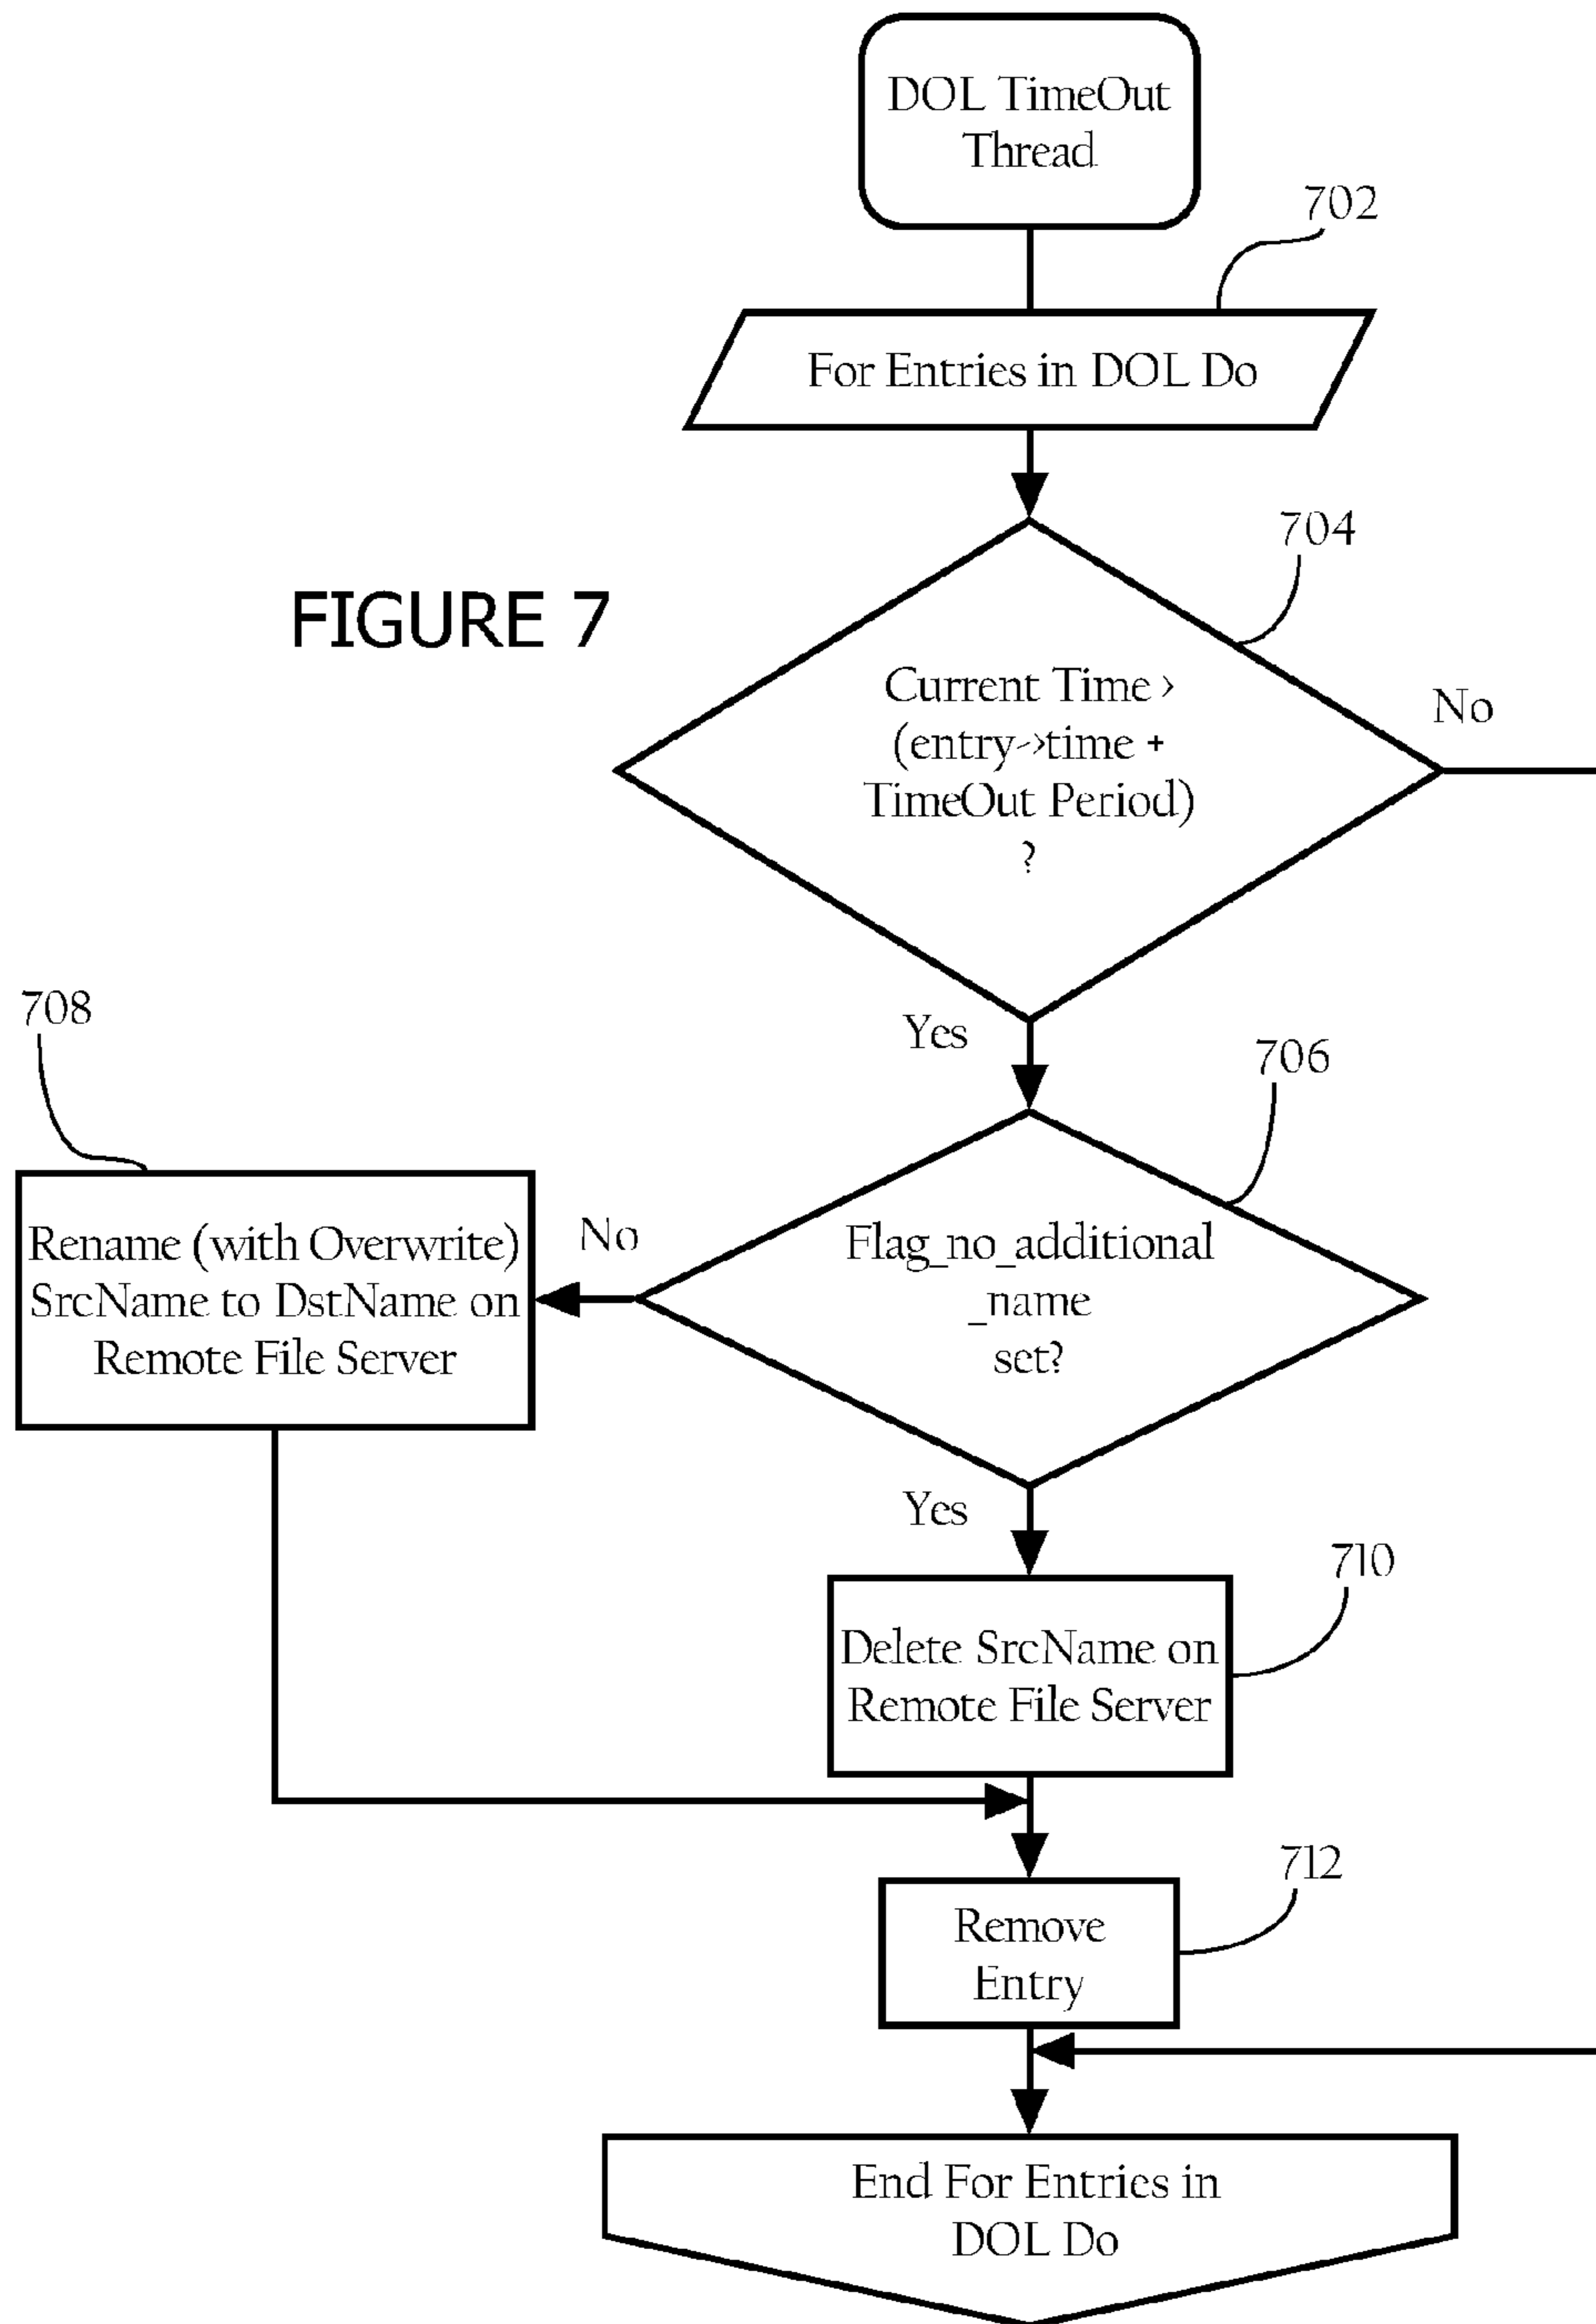 DOL TimeOut
Thread
702
For Entries in DOL Do
704
FIGURE 7
Current Time >
(entry->time +
TimeOut Period)
?
No
Yes
708
706
Rename (with Overwrite)
SrcName to DstName on
Remote File Server
No
Flag_no_additional
_name
set?
Yes
710
Delete SrcName on
Remote File Server
712
Remove
Entry
End For Entries in
DOL Do